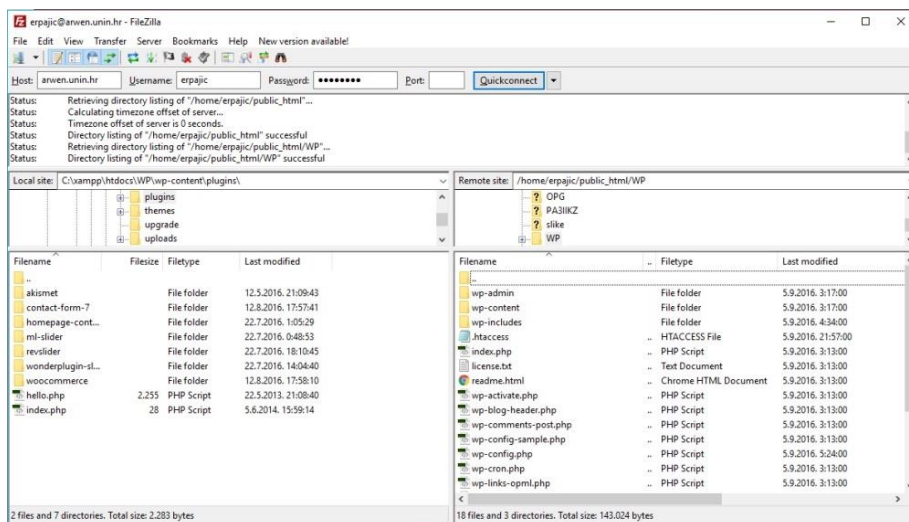 erpajic@arwen.unin.hr - FileZilla
File Edit View Transfer Server Bookmarks Help New version available!
Host: arwen.unin.hr Username: erpajic Password: ●●●●●●●● Port: Quickconnect
Status: Retrieving directory listing of "/home/erpajic/public_html"...
Status: Calculating timezone offset of server...
Status: Timezone offset of server is 0 seconds.
Status: Directory listing of "/home/erpajic/public_html" successful
Status: Retrieving directory listing of "/home/erpajic/public_html/WP"...
Status: Directory listing of "/home/erpajic/public_html/WP" successful
Local site: C:\xampp\htdocs\WP\wp-content\plugins\
plugins
themes
upgrade
uploads
Filename Filesize Filetype Last modified
..
akismet File folder 12.5.2016. 21:09:43
contact-form-7 File folder 12.8.2016. 17:57:41
homepage-cont... File folder 22.7.2016. 1:05:29
ml-slider File folder 22.7.2016. 0:48:53
revslider File folder 22.7.2016. 18:10:45
wonderplugin-sl... File folder 22.7.2016. 14:04:40
woocommerce File folder 12.8.2016. 17:58:10
hello.php 2.255 PHP Script 22.5.2013. 21:08:40
index.php 28 PHP Script 5.6.2014. 15:59:14
2 files and 7 directories. Total size: 2.283 bytes
Remote site: /home/erpajic/public_html/WP
? OPG
? PA3IIKZ
? slike
WP
Filename .. Filetype Last modified
..
wp-admin File folder 5.9.2016. 3:17:00
wp-content File folder 5.9.2016. 3:17:00
wp-includes File folder 5.9.2016. 4:34:00
.htaccess .. HTACCESS File 5.9.2016. 21:57:00
index.php .. PHP Script 5.9.2016. 3:13:00
license.txt .. Text Document 5.9.2016. 3:13:00
readme.html .. Chrome HTML Document 5.9.2016. 3:13:00
wp-activate.php .. PHP Script 5.9.2016. 3:13:00
wp-blog-header.php .. PHP Script 5.9.2016. 3:13:00
wp-comments-post.php .. PHP Script 5.9.2016. 3:13:00
wp-config-sample.php .. PHP Script 5.9.2016. 3:13:00
wp-config.php .. PHP Script 5.9.2016. 5:24:00
wp-cron.php .. PHP Script 5.9.2016. 3:13:00
wp-links-opml.php .. PHP Script 5.9.2016. 3:13:00
18 files and 3 directories. Total size: 143.024 bytes